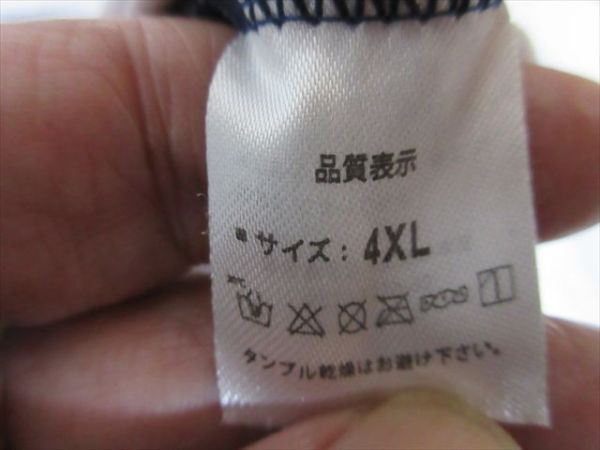 品質表示
サイズ: 4XL
タンブル乾燥はお避け下さい。